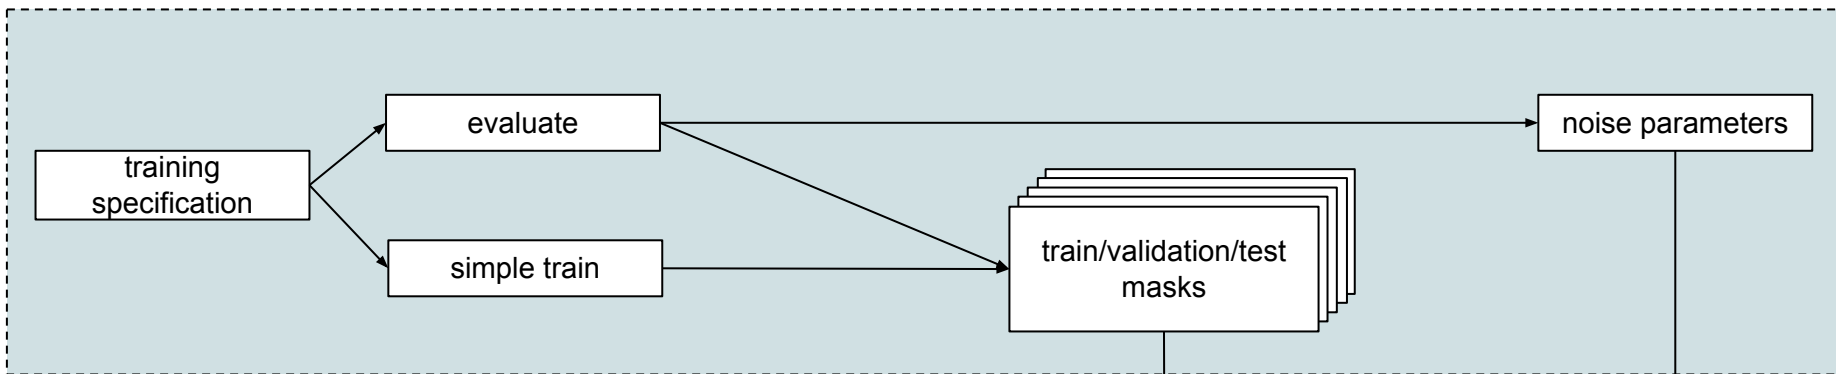 evaluate
noise parameters
training
specification
train/validation/test
masks
simple train